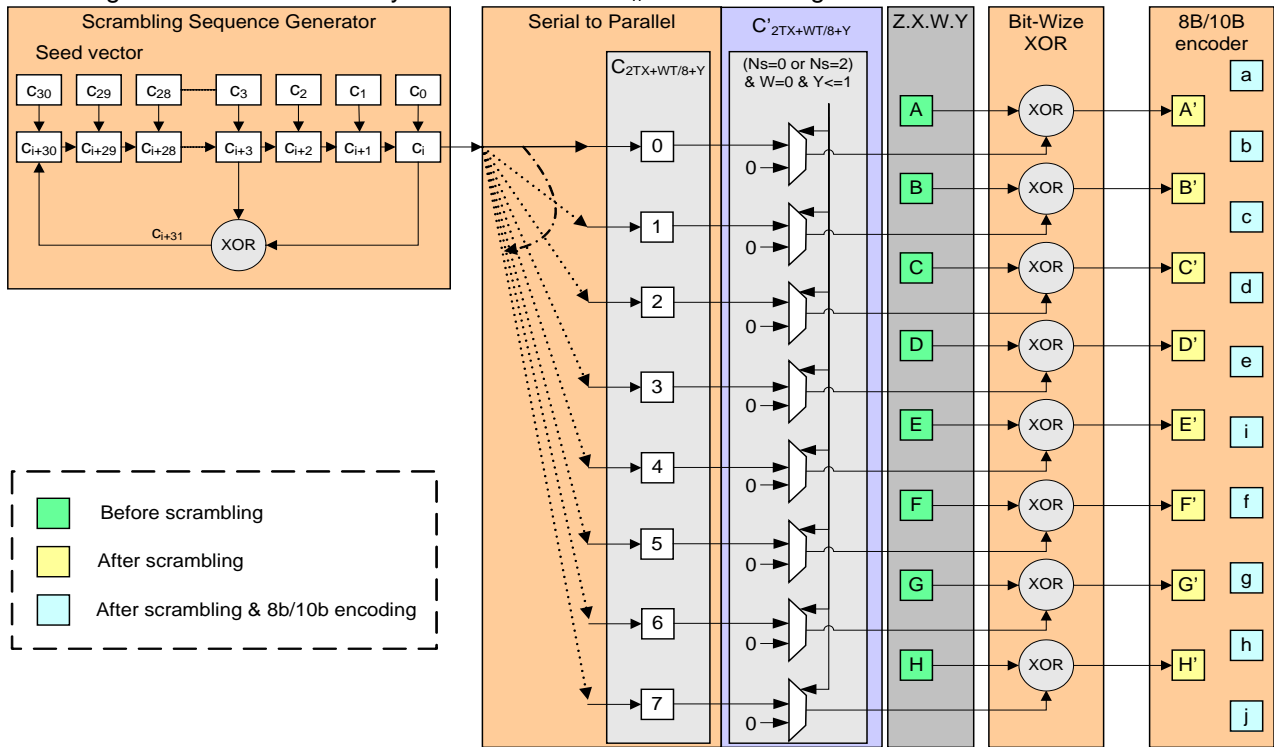 Scrambling Sequence Generator
Seed vector
c30 c29 c28 c3 c2 c1 c0
ci+30 ci+29 ci+28 ci+3 ci+2 ci+1 ci
ci+31
XOR
Before scrambling
After scrambling
After scrambling & 8b/10b encoding
Serial to Parallel
C2TX+WT/8+Y
0
1
2
3
4
5
6
7
C'2TX+WT/8+Y
(Ns=0 or Ns=2)
& W=0 & Y<=1
0
0
0
0
0
0
0
0
Z.X.W.Y
A
B
C
D
E
F
G
H
Bit-Wize
XOR
XOR
XOR
XOR
XOR
XOR
XOR
XOR
XOR
8B/10B
encoder
A'
B'
C'
D'
E'
F'
G'
H'
a
b
c
d
e
i
f
g
h
j